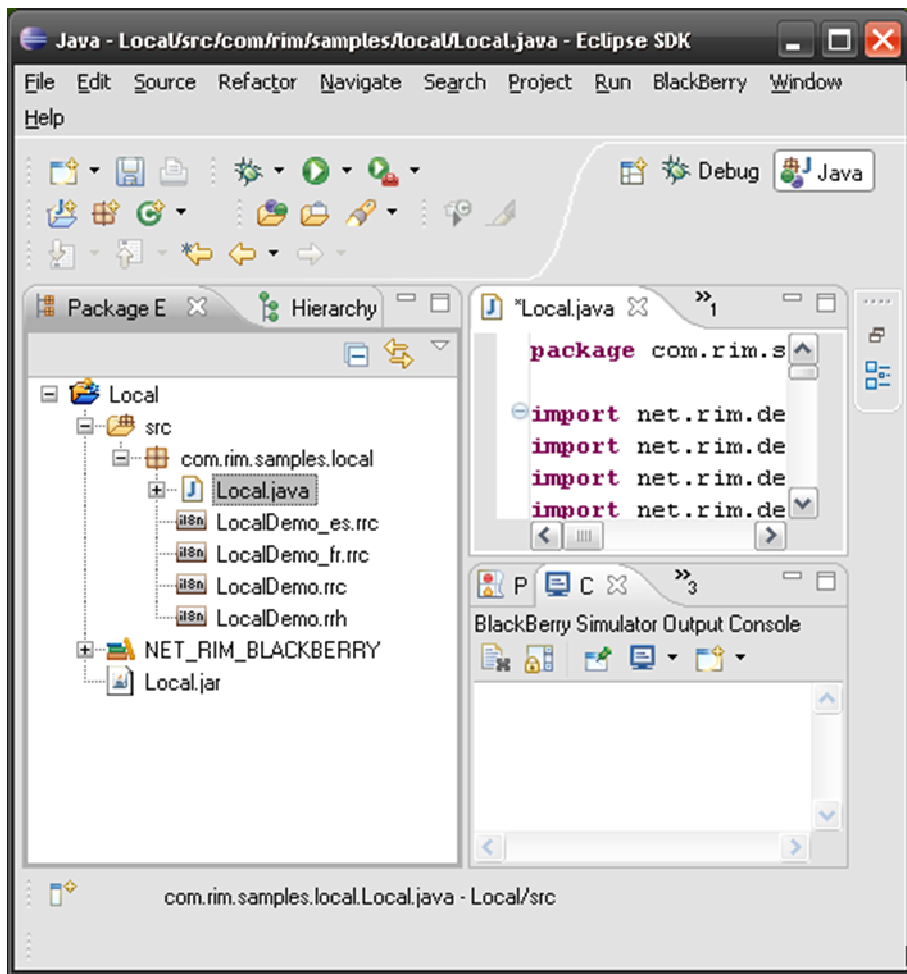 Java - Local/src/com/rim/samples/local/Local.java - Eclipse SDK
File Edit Source Refactor Navigate Search Project Run BlackBerry Window
Help
Debug Java
Package E Hierarchy
*Local.java »1
package com.rim.s
import net.rim.de
import net.rim.de
import net.rim.de
import net.rim.de
Local
src
com.rim.samples.local
Local.java
i18n LocalDemo_es.rrc
i18n LocalDemo_fr.rrc
i18n LocalDemo.rrc
i18n LocalDemo.rrh
NET_RIM_BLACKBERRY
Local.jar
P C »3
BlackBerry Simulator Output Console
com.rim.samples.local.Local.java - Local/src